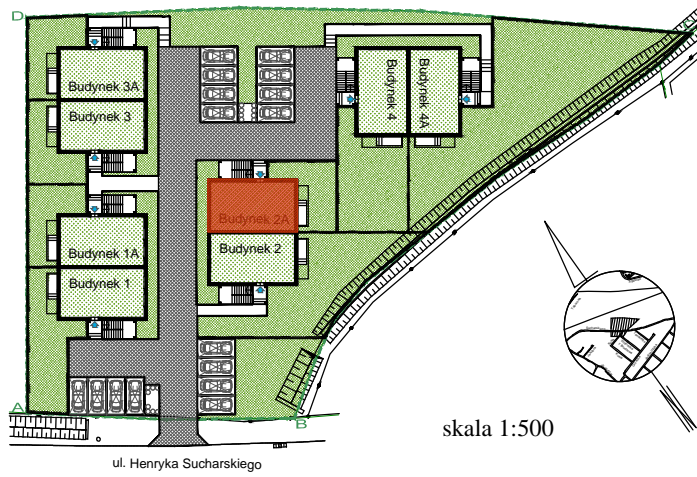 D
Budynek 3A
Budynek 3
Budynek 4
Budynek 4A
Budynek 2A
Budynek 2
Budynek 1A
Budynek 1
A
B
skala 1:500
ul. Henryka Sucharskiego